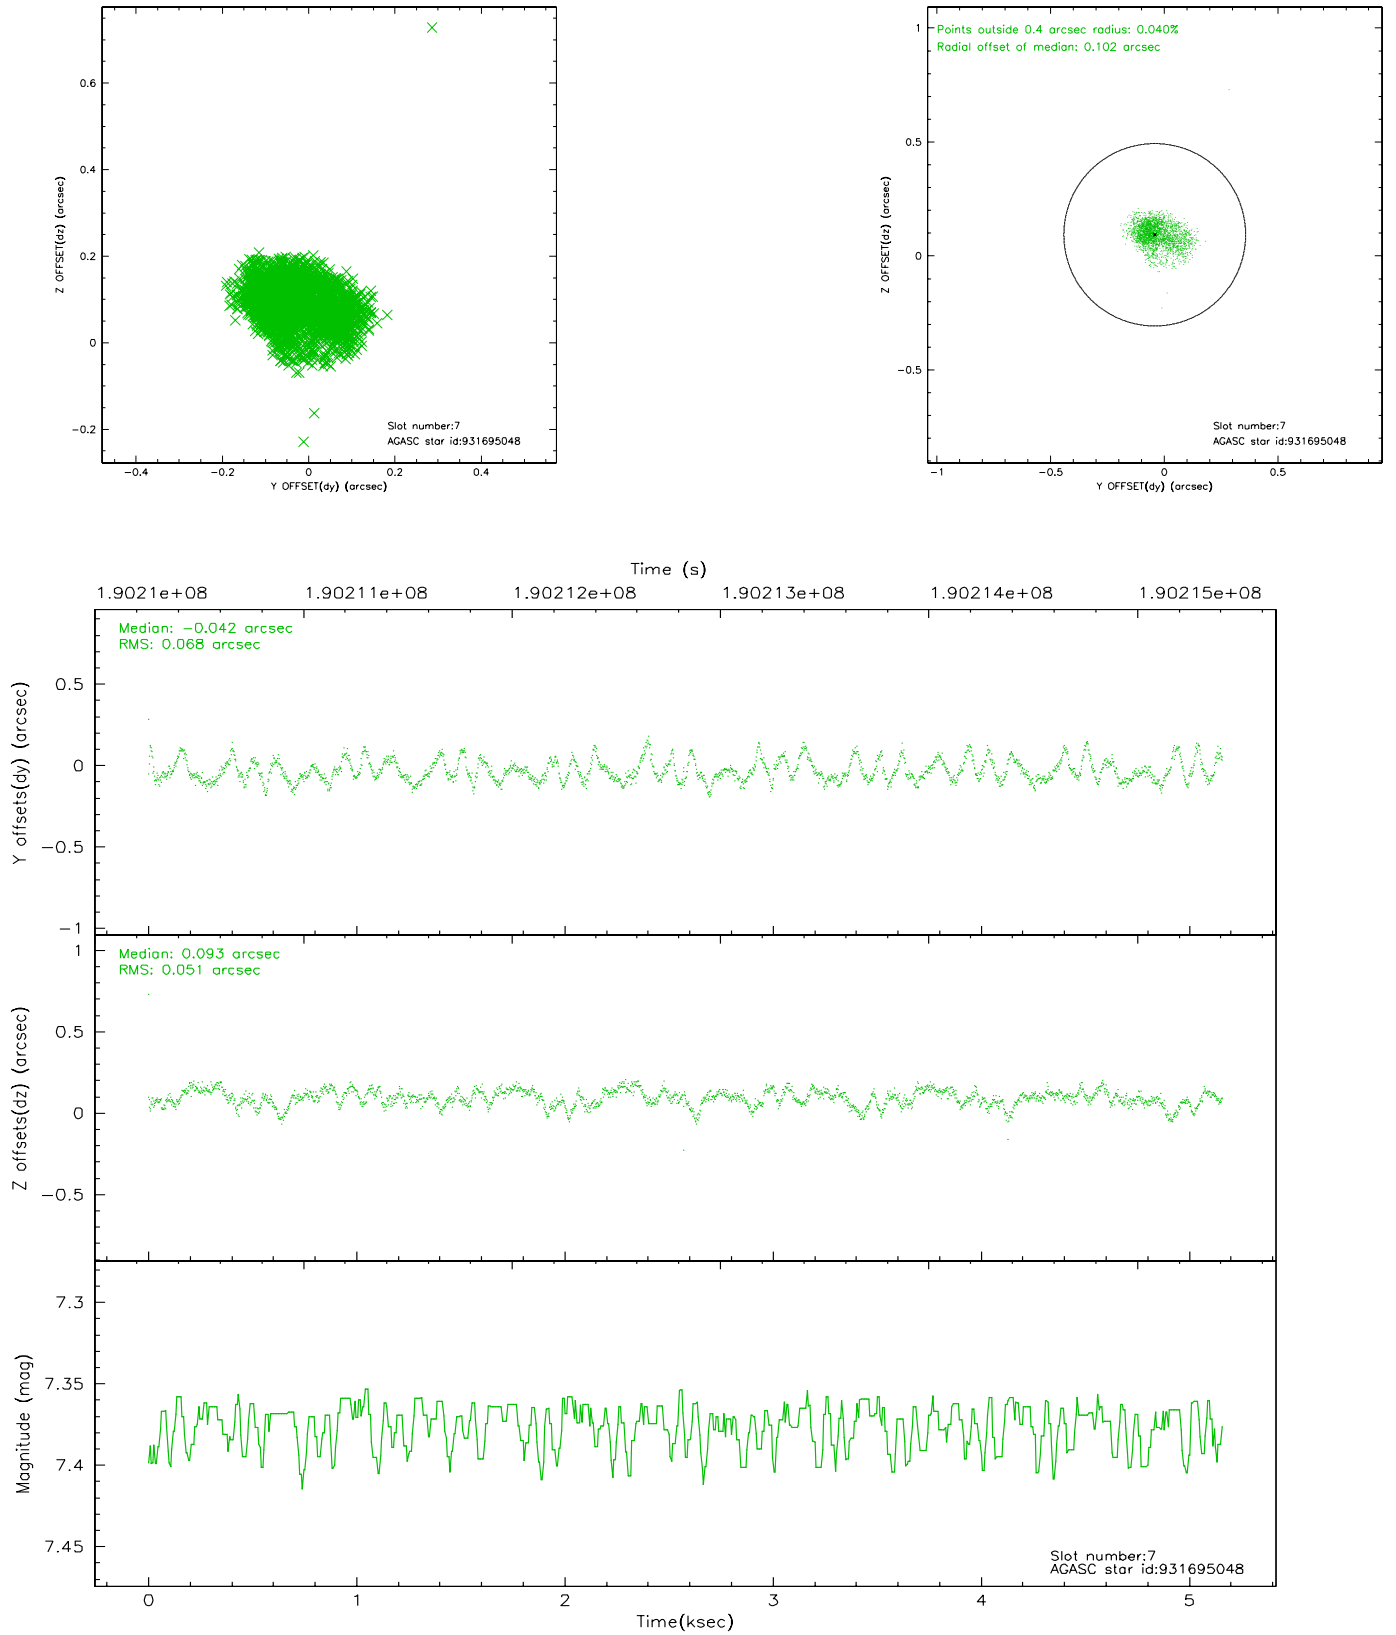 0.6
0.4
0.2
0
−0.2
Z OFFSET(dz) (arcsec)
Slot number:7
AGASC star id:931695048
−0.4 −0.2 0 0.2 0.4
Y OFFSET(dy) (arcsec)
Points outside 0.4 arcsec radius: 0.040%
Radial offset of median: 0.102 arcsec
1
0.5
0
−0.5
Z OFFSET(dz) (arcsec)
Slot number:7
AGASC star id:931695048
−1 −0.5 0 0.5
Y OFFSET(dy) (arcsec)
Time (s)
1.9021e+08 1.90211e+08 1.90212e+08 1.90213e+08 1.90214e+08 1.90215e+08
Median: −0.042 arcsec
RMS: 0.068 arcsec
0.5
0
−0.5
−1
Y offsets(dy) (arcsec)
Median: 0.093 arcsec
RMS: 0.051 arcsec
1
0.5
0
−0.5
Z offsets(dz) (arcsec)
7.3
7.35
7.4
7.45
Magnitude (mag)
Slot number:7
AGASC star id:931695048
0 1 2 3 4 5
Time(ksec)